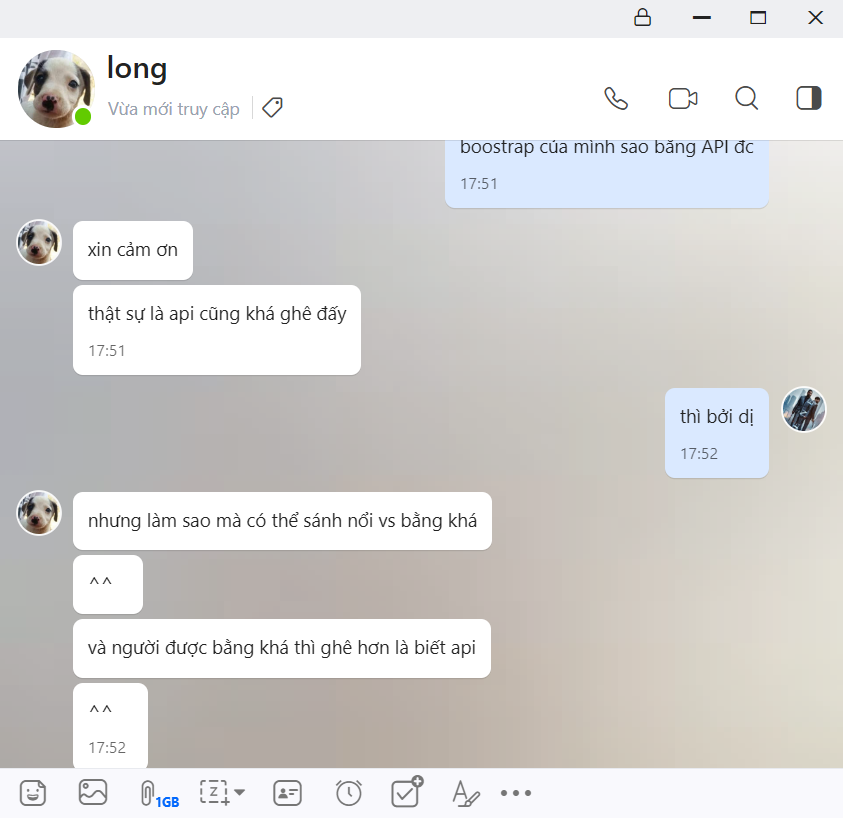 long
Vừa mới truy cập
boostrap của mình sao bằng API đc
17:51
xin cảm ơn
thật sự là api cũng khá ghê đấy
17:51
thì bởi dị
17:52
nhưng làm sao mà có thể sánh nổi vs bằng khá
^^
và người được bằng khá thì ghê hơn là biết api
^^
17:52
1GB